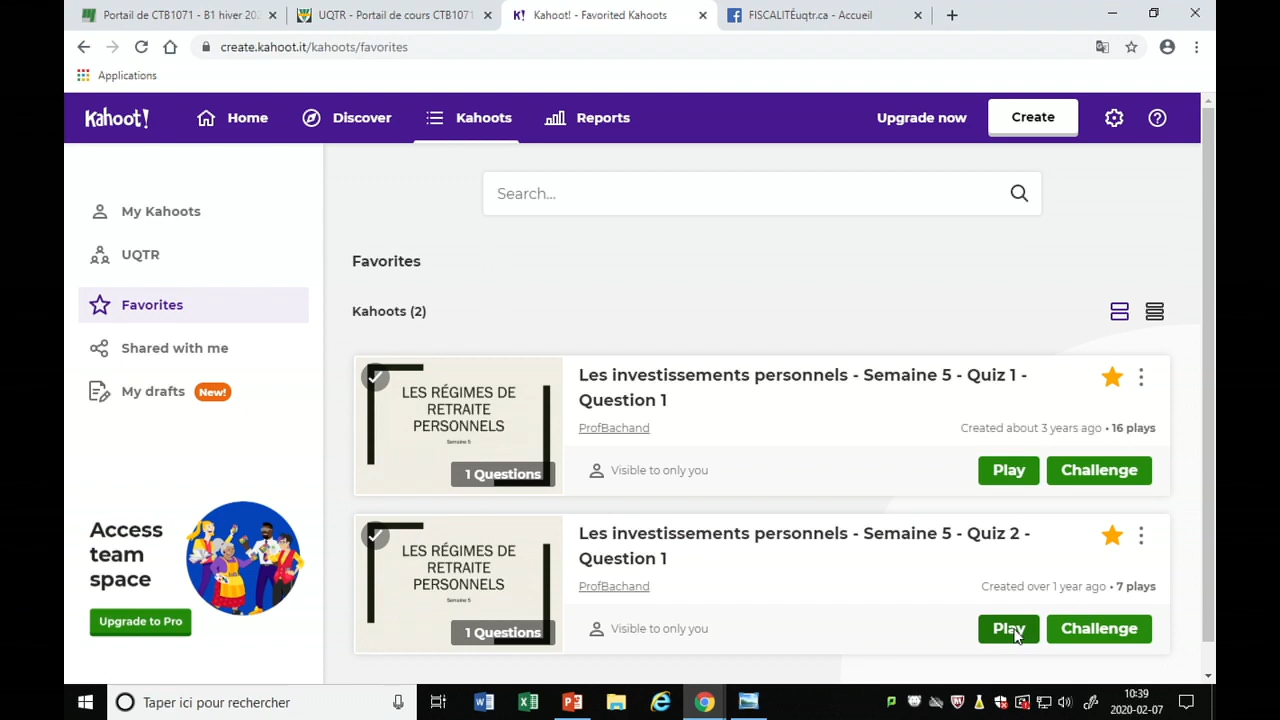 Portail de CTB1071 - B1 hiver 202
UQTR - Portail de cours CTB1071
K! Kahoot! - Favorited Kahoots
FISCALITÉuqtr.ca - Accueil
create.kahoot.it/kahoots/favorites
Applications
Kahoot!
Home
Discover
Kahoots
Reports
Upgrade now
Create
My Kahoots
UQTR
Favorites
Shared with me
My drafts New!
Access
team
space
Upgrade to Pro
Search...
Favorites
Kahoots (2)
LES RÉGIMES DE
RETRAITE
PERSONNELS
Semaine 5
1 Questions
Les investissements personnels - Semaine 5 - Quiz 1 -
Question 1
ProfBachand
Created about 3 years ago • 16 plays
Visible to only you
Play
Challenge
LES RÉGIMES DE
RETRAITE
PERSONNELS
Semaine 5
1 Questions
Les investissements personnels - Semaine 5 - Quiz 2 -
Question 1
ProfBachand
Created over 1 year ago • 7 plays
Visible to only you
Play
Challenge
Taper ici pour rechercher
10:39
2020-02-07